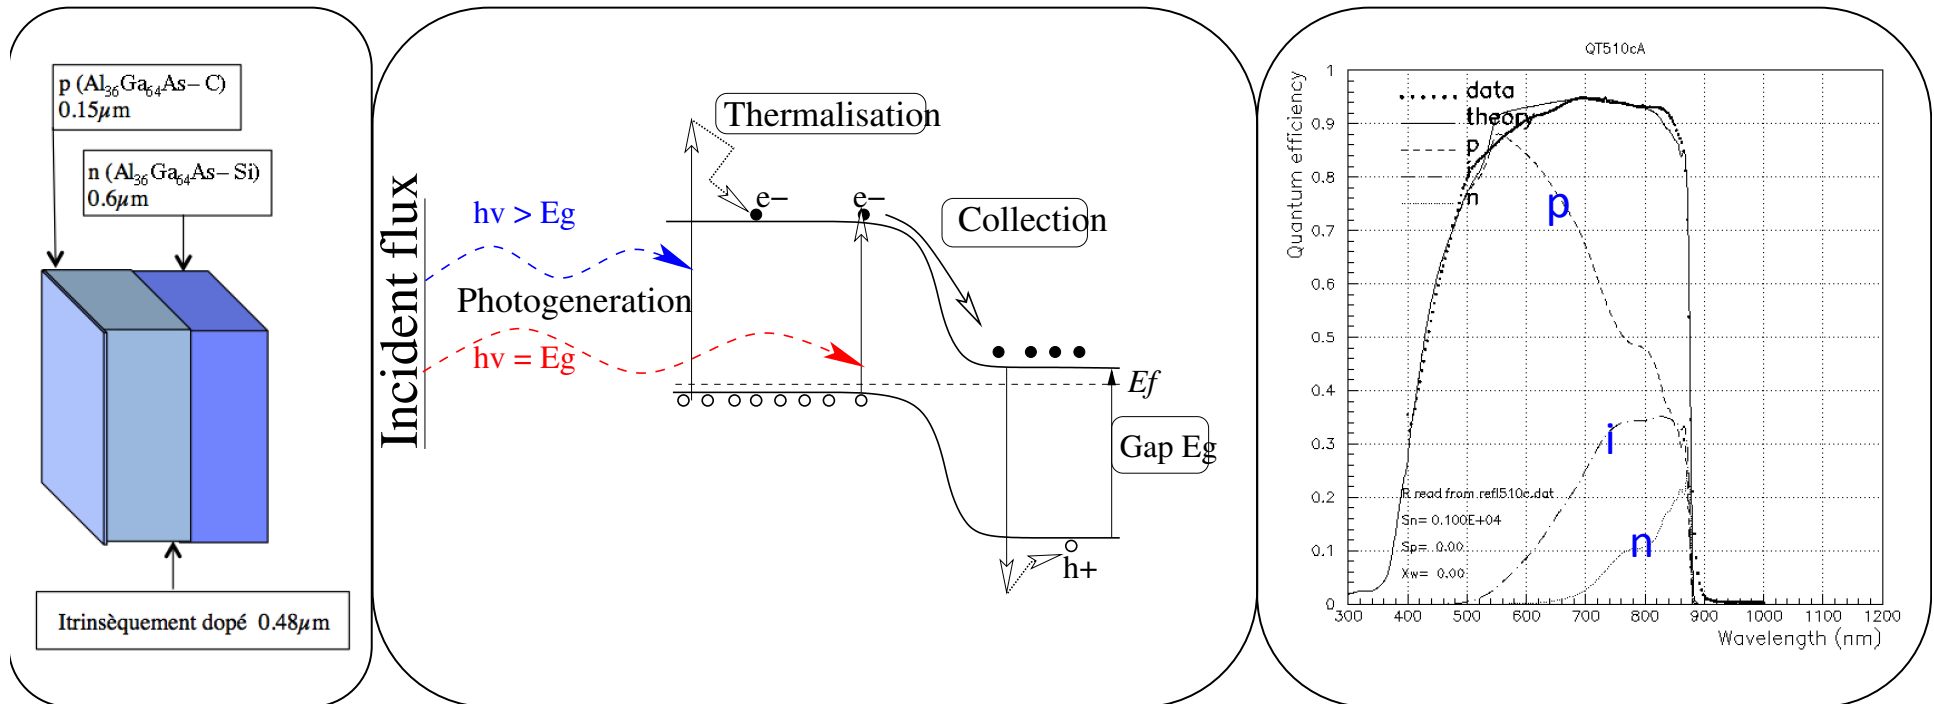 p (Al36Ga64As– C)
0.15µm
n (Al36Ga64As– Si)
0.6µm
Itrinsèquement dopé 0.48µm
Incident flux
Thermalisation
e−
e−
hv > Eg
Collection
Photogeneration
hv = Eg
Ef
Gap Eg
h+
QT510cA
Quantum efficiency
1
0.9
0.8
0.7
0.6
0.5
0.4
0.3
0.2
0.1
0
data
theory
p
i
n
p
i
n
R read from refl510c.dat
Sn= 0.100E+04
Sp= 0.00
Xw= 0.00
300 400 500 600 700 800 900 1000 1100 1200
Wavelength (nm)